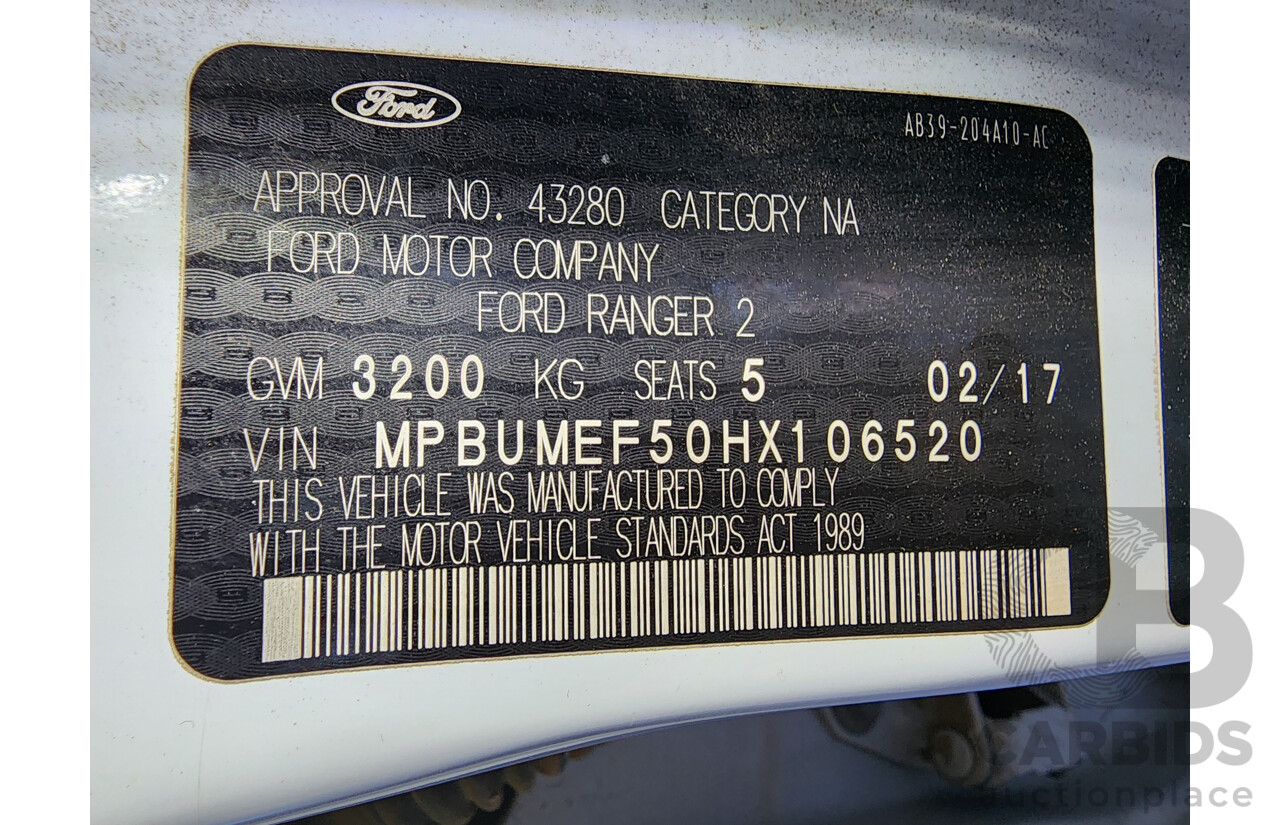 Ford
AB39-204A10-AC
APPROVAL NO. 43280 CATEGORY NA
FORD MOTOR COMPANY
FORD RANGER 2
GVM 3200 KG SEATS 5 02/17
VIN MPBUMEF50HX106520
THIS VEHICLE WAS MANUFACTURED TO COMPLY
WITH THE MOTOR VEHICLE STANDARDS ACT 1989
B
CARBIDS
auctionplace